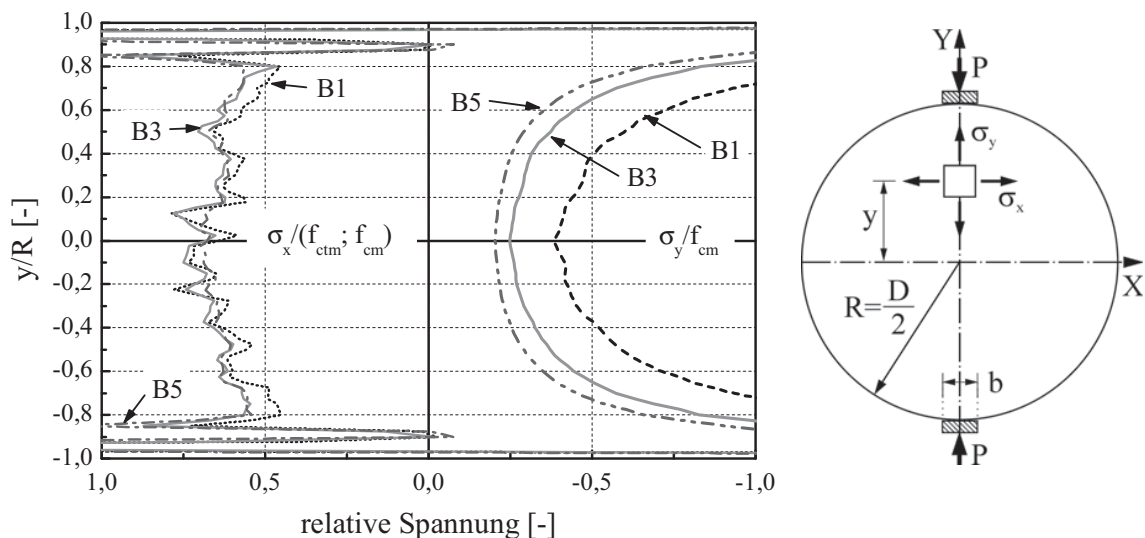 1,0
0,8
0,6
0,4
0,2
0,0
-0,2
-0,4
-0,6
-0,8
-1,0
y/R [-]
1,0 0,5 0,0 -0,5 -1,0
relative Spannung [-]
B1
B3
B5
σx/(fctm; fcm)
B5
B3
B1
σy/fcm
Y
P
σy
σx
y
X
R=D/2
b
P